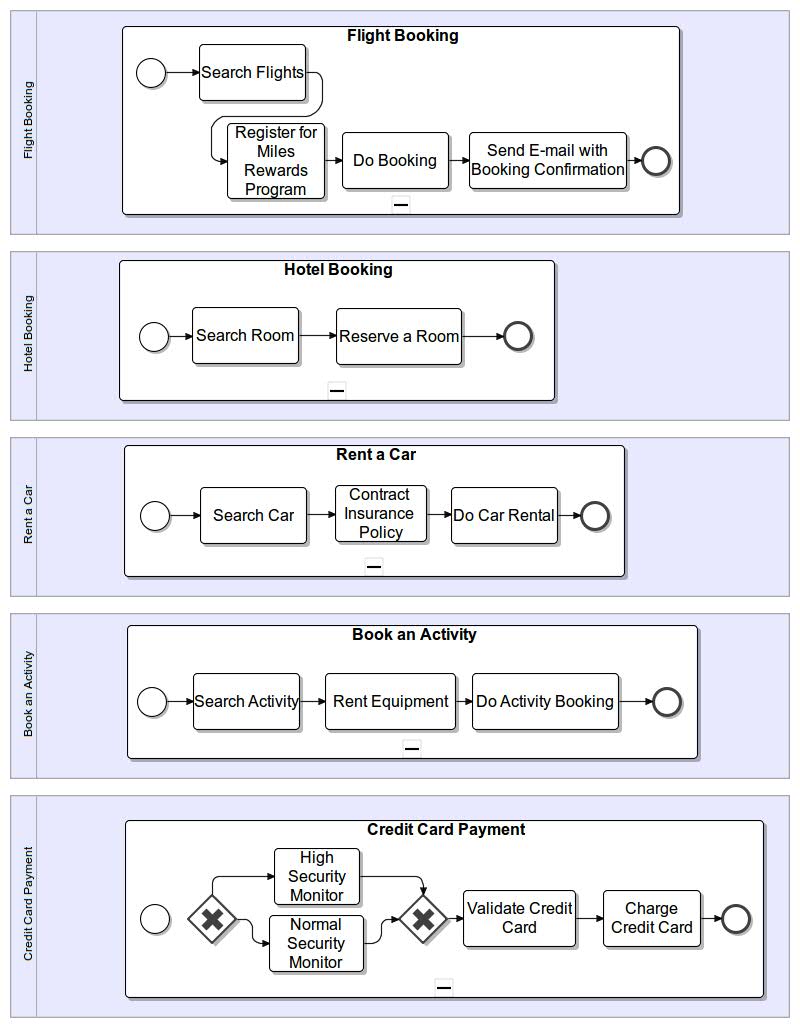 Flight Booking
Flight Booking
Search Flights
Register for
Miles
Rewards
Program
Do Booking
Send E-mail with
Booking Confirmation
Hotel Booking
Hotel Booking
Search Room
Reserve a Room
Rent a Car
Rent a Car
Search Car
Contract
Insurance
Policy
Do Car Rental
Book an Activity
Book an Activity
Search Activity
Rent Equipment
Do Activity Booking
Credit Card Payment
Credit Card Payment
High
Security
Monitor
Normal
Security
Monitor
Validate Credit
Card
Charge
Credit Card